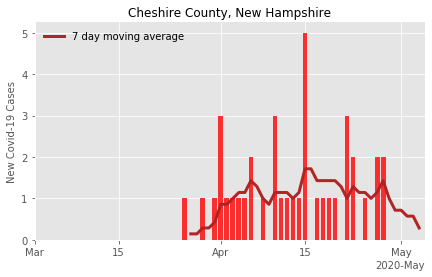 Cheshire County, New Hampshire
7 day moving average
New Covid-19 Cases
5
4
3
2
1
0
Mar 15 Apr 15 May
2020-May